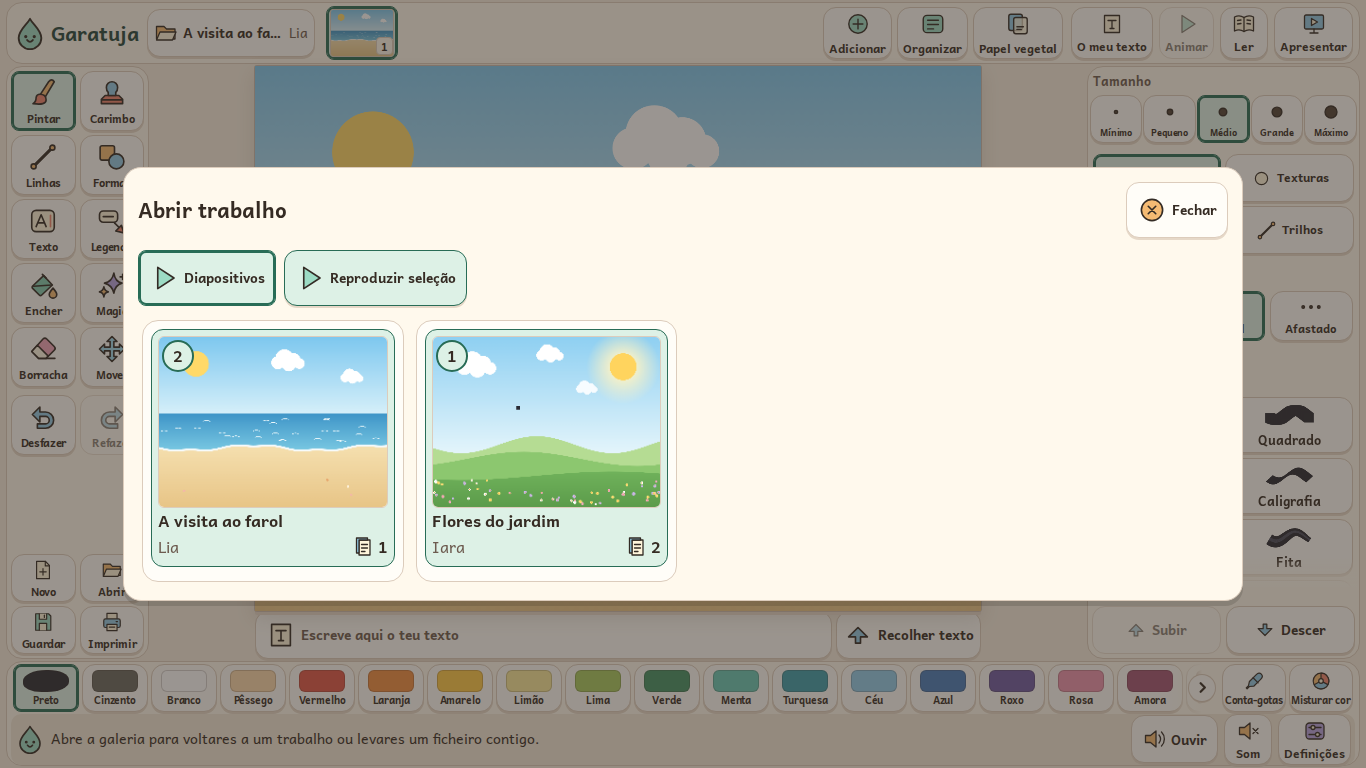 Garatuja
A visita ao fa... Lia
1
Adicionar
Organizar
Papel vegetal
O meu texto
Animar
Ler
Apresentar
Pintar
Carimbo
Linhas
Texto
Encher
Borracha
Desfazer
Novo
Abrir
Guardar
Imprimir
Tamanho
Mínimo
Pequeno
Médio
Grande
Máximo
Texturas
Trilhos
Afastado
Quadrado
Caligrafia
Fita
Subir
Descer
Abrir trabalho
Fechar
Diapositivos
Reproduzir seleção
2
A visita ao farol
Lia
1
1
Flores do jardim
Iara
2
Escreve aqui o teu texto
Recolher texto
Preto
Cinzento
Branco
Pêssego
Vermelho
Laranja
Amarelo
Limão
Lima
Verde
Menta
Turquesa
Céu
Azul
Roxo
Rosa
Amora
Conta-gotas
Misturar cor
Abre a galeria para voltares a um trabalho ou levares um ficheiro contigo.
Ouvir
Som
Definições